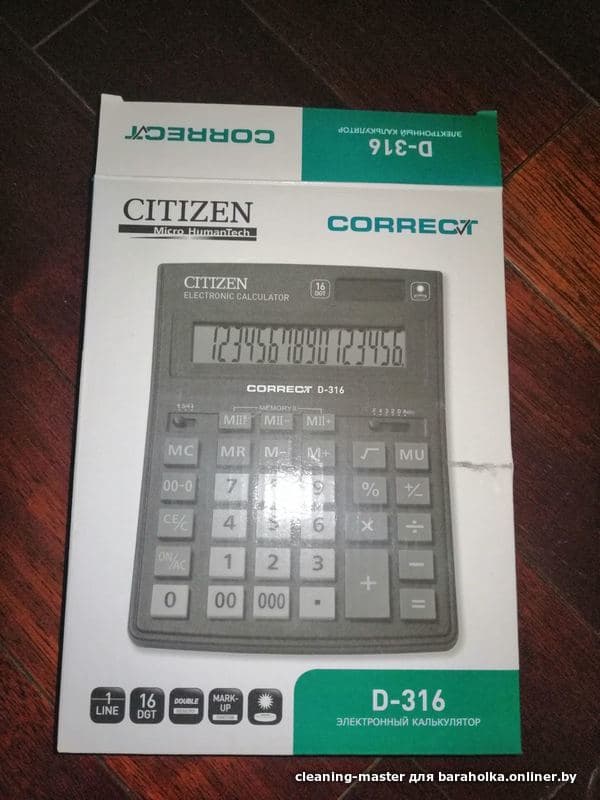 CORRECT
ЭЛЕКТРОННЫЙ КАЛЬКУЛЯТОР
D-316
CITIZEN
Micro HumanTech
CORRECT
CITIZEN
ELECTRONIC CALCULATOR
16
DGT
1234567890123456
CORRECT D-316
MEMORY II
MII− MII+
MC MR M− M+ √ MU
00→0 7 9 % +/−
CE/C 4 5 6 × ÷
ON/AC 1 2 3 + −
0 00 000 . =
1
LINE
16
DGT
DOUBLE
MARK-
UP
D-316
ЭЛЕКТРОННЫЙ КАЛЬКУЛЯТОР
cleaning-master для baraholka.onliner.by